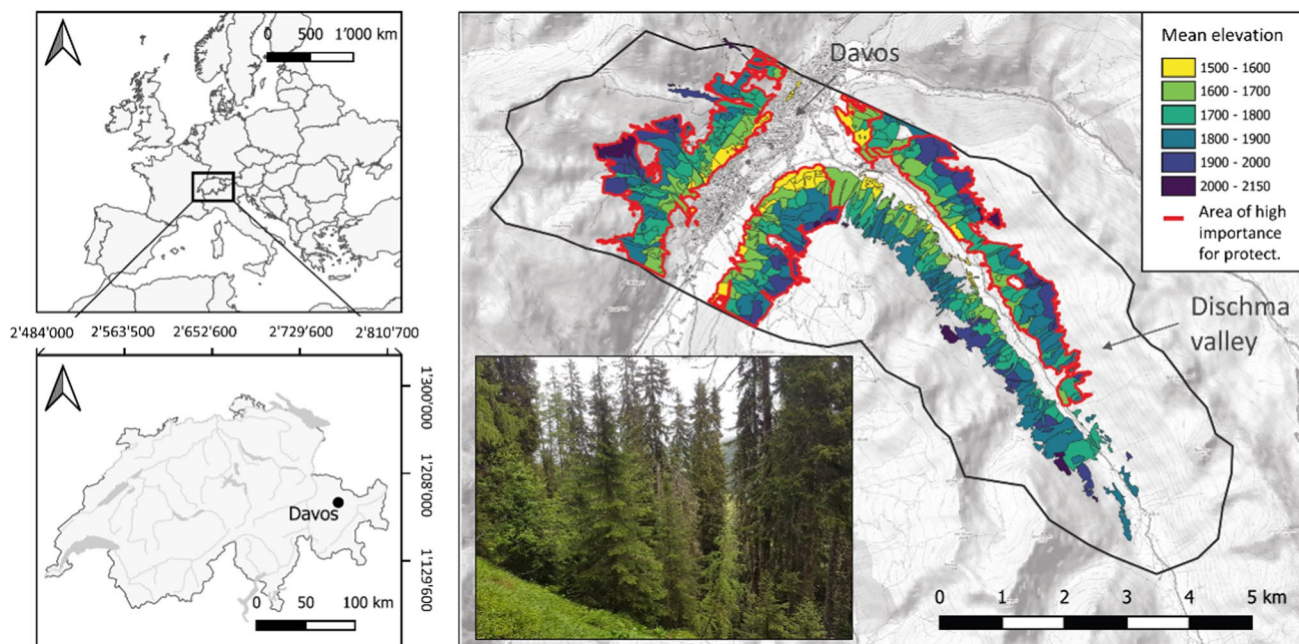 0 500 1'000 km
2'484'000 2'563'500 2'652'600 2'729'600 2'810'700
1'300'000
1'208'000
1'129'600
Davos
0 50 100 km
Davos
Dischma
valley
Mean elevation
1500 - 1600
1600 - 1700
1700 - 1800
1800 - 1900
1900 - 2000
2000 - 2150
Area of high
importance
for protect.
0 1 2 3 4 5 km